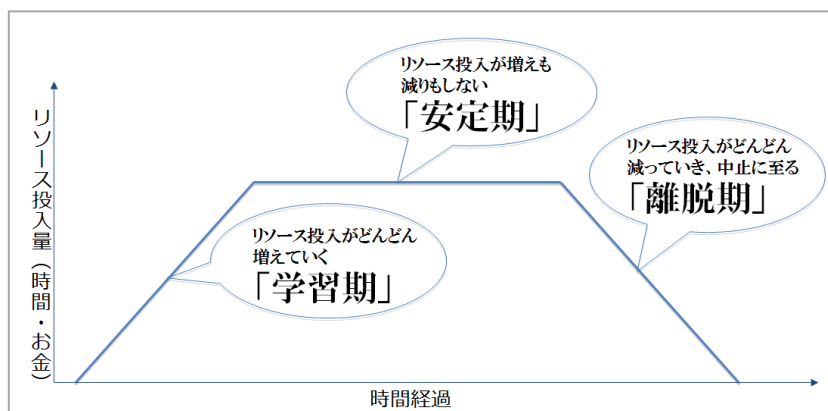 リソース投入が増えも
減りもしない
「安定期」
リソース投入がどんどん
減っていき、中止に至る
「離脱期」
リソース投入がどんどん
増えていく
「学習期」
リソース投入量(時間・お金)
時間経過